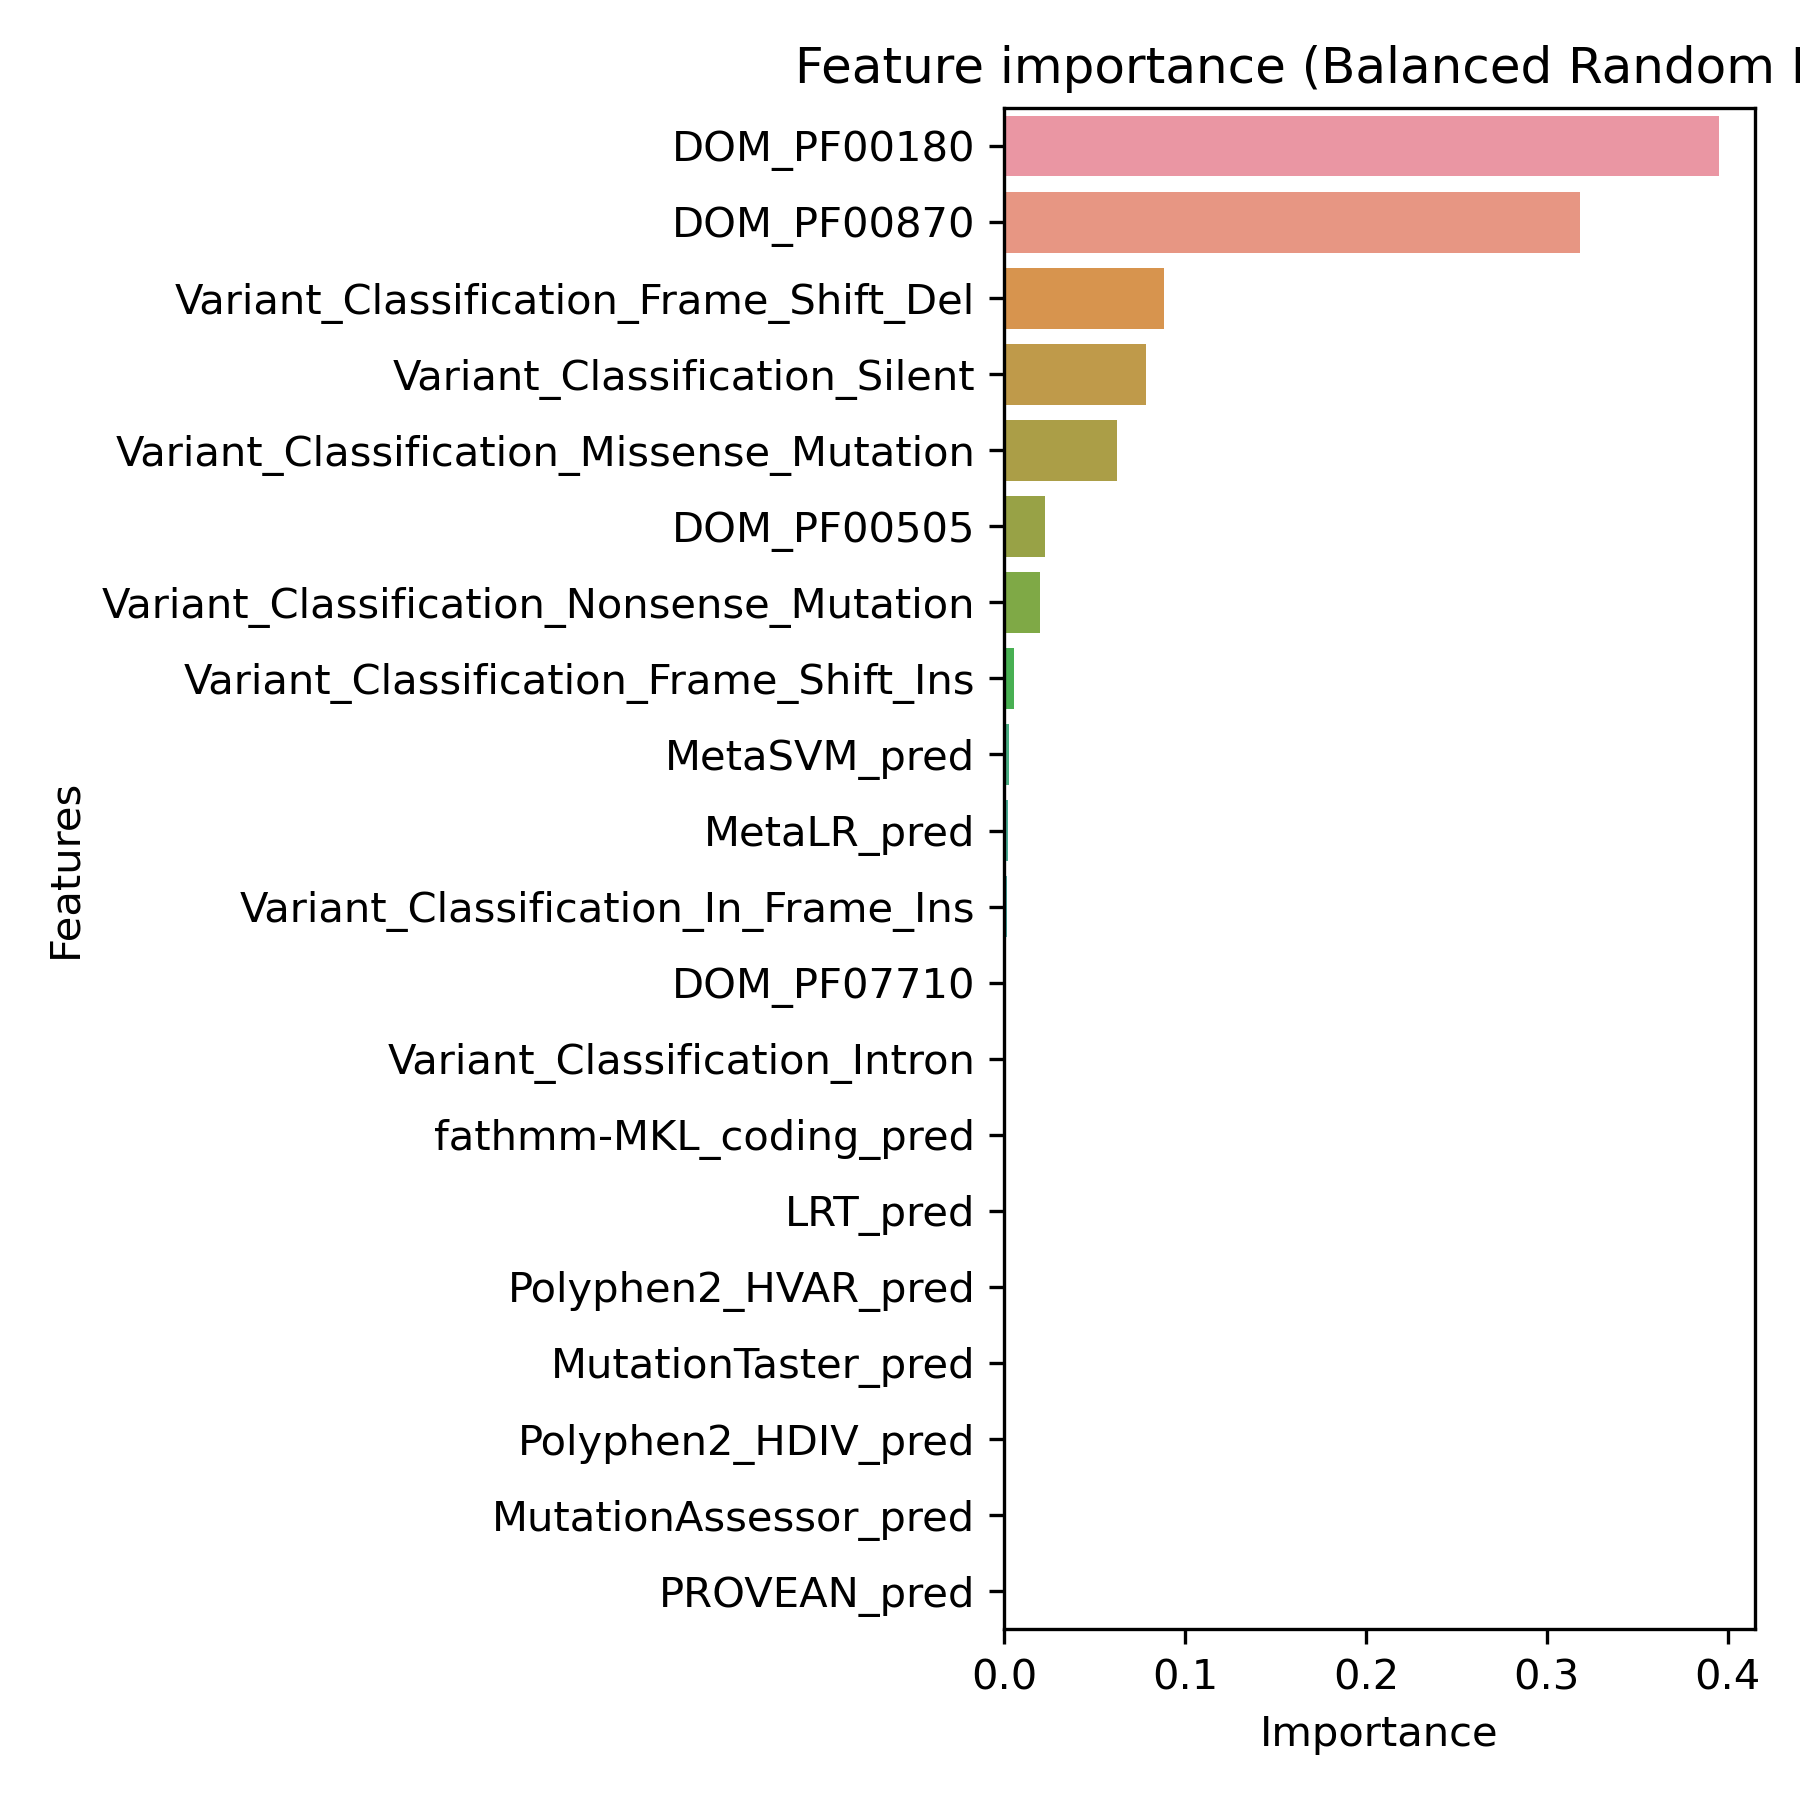 Feature importance (Balanced Random
DOM_PF00180
DOM_PF00870
Variant_Classification_Frame_Shift_Del
Variant_Classification_Silent
Variant_Classification_Missense_Mutation
DOM_PF00505
Variant_Classification_Nonsense_Mutation
Variant_Classification_Frame_Shift_Ins
MetaSVM_pred
MetaLR_pred
Variant_Classification_In_Frame_Ins
DOM_PF07710
Variant_Classification_Intron
fathmm-MKL_coding_pred
LRT_pred
Polyphen2_HVAR_pred
MutationTaster_pred
Polyphen2_HDIV_pred
MutationAssessor_pred
PROVEAN_pred
Features
0.0 0.1 0.2 0.3 0.4
Importance